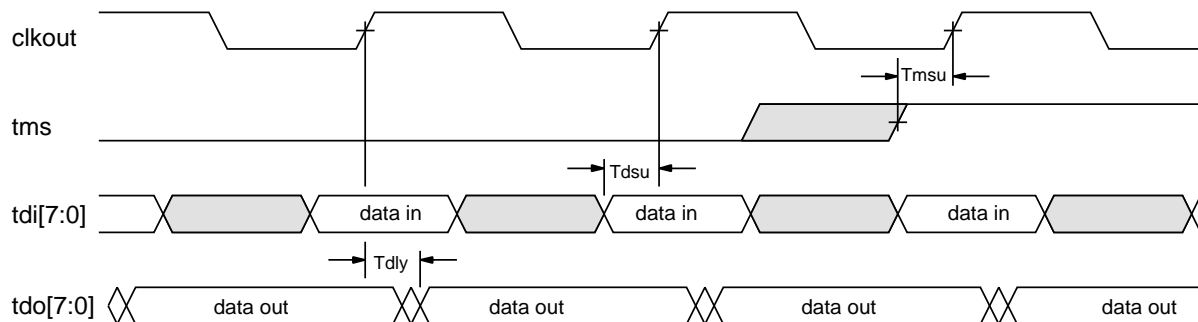 clkout
Tmsu
tms
Tdsu
tdi[7:0] data in data in data in
Tdly
tdo[7:0] data out data out data out data out